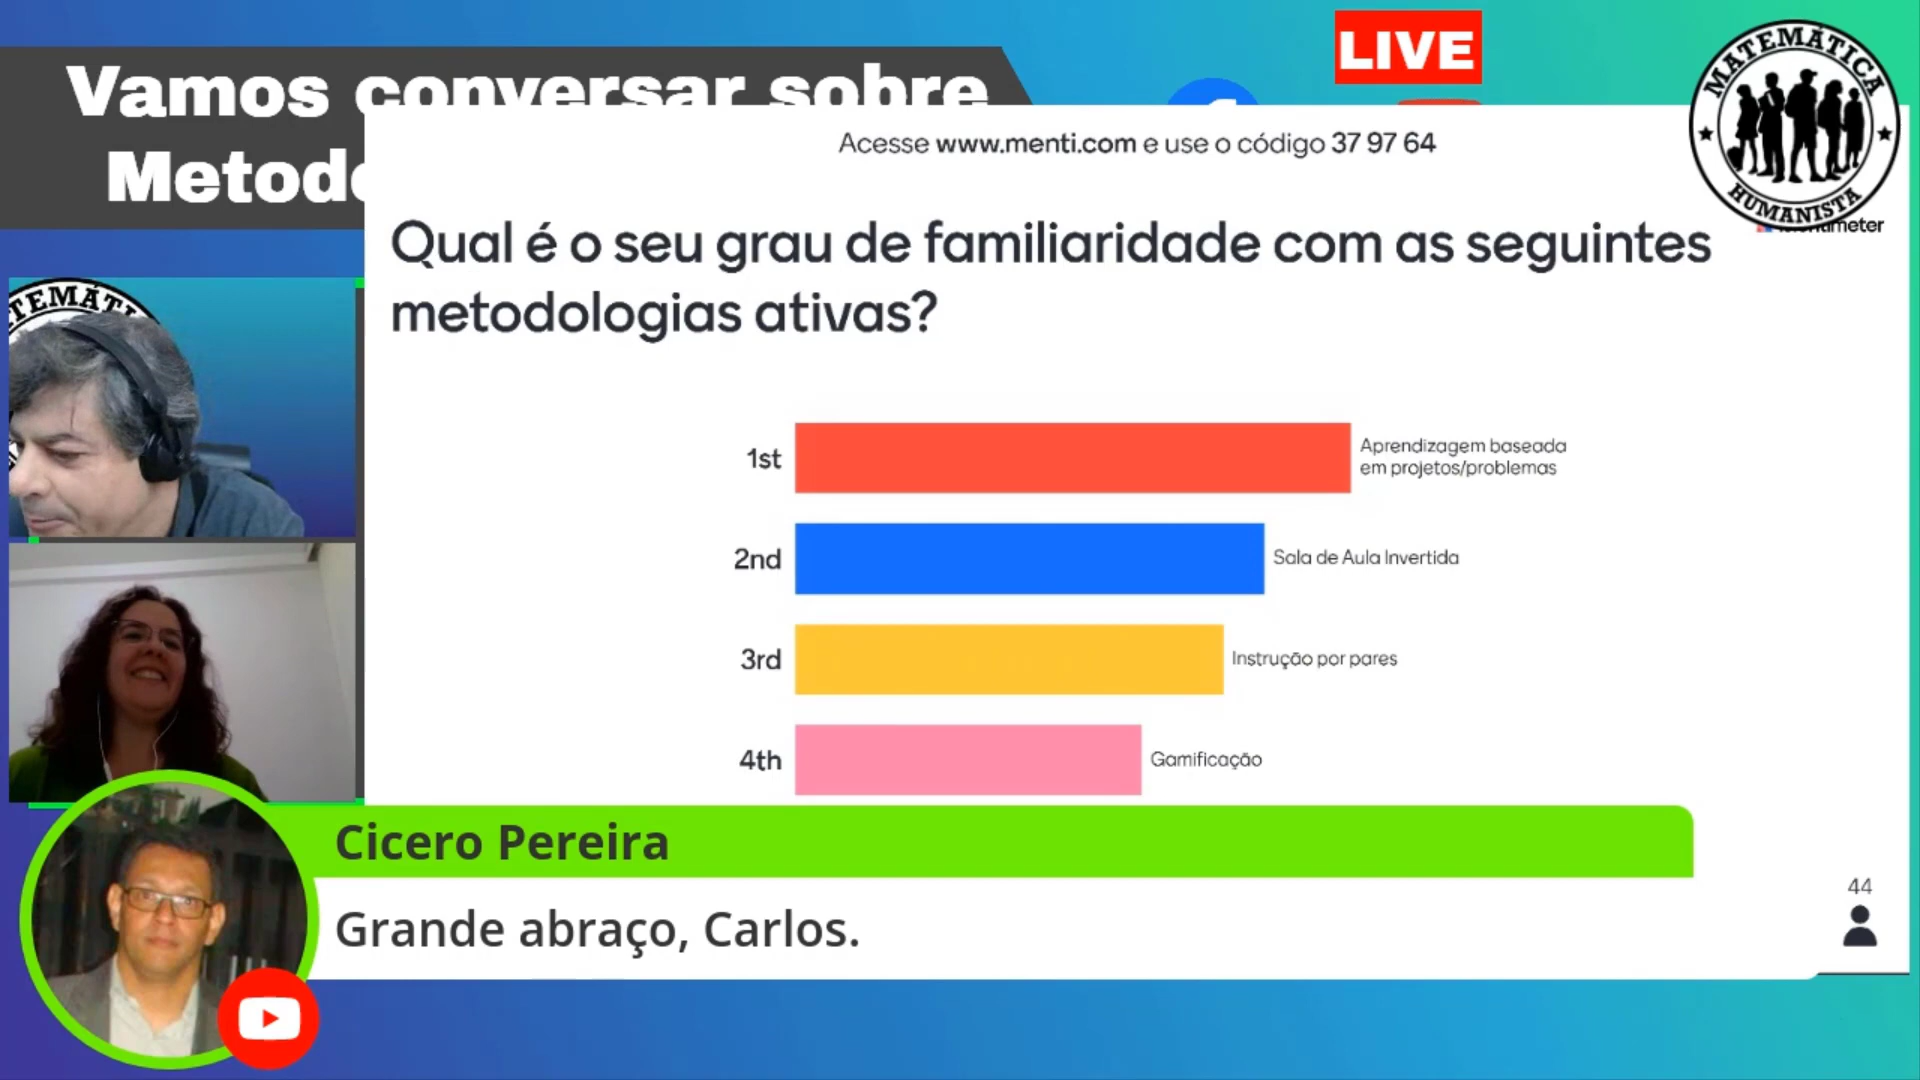 Vamos conversar sobre
LIVE
MATEMÁTICA
HUMANISTA
Acesse www.menti.com e use o código 37 97 64
Qual é o seu grau de familiaridade com as seguintes
metodologias ativas?
1st
Aprendizagem baseada
em projetos/problemas
2nd
Sala de Aula Invertida
3rd
Instrução por pares
4th
Gamificação
Cicero Pereira
Grande abraço, Carlos.
44